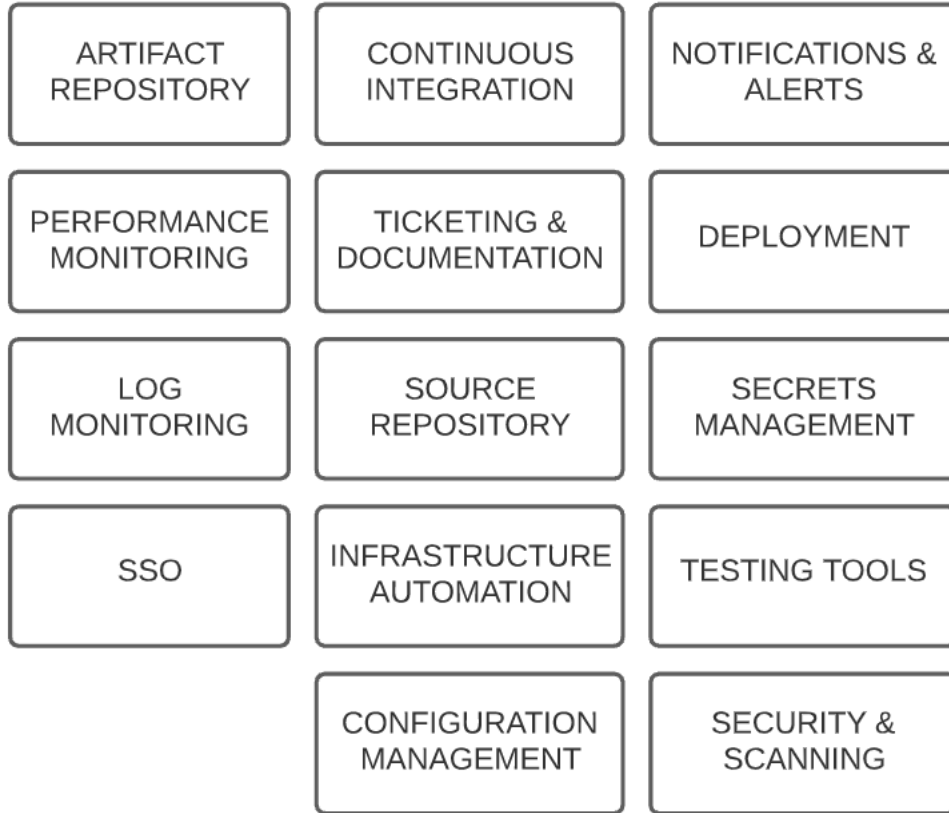 ARTIFACT
REPOSITORY
CONTINUOUS
INTEGRATION
NOTIFICATIONS &
ALERTS
PERFORMANCE
MONITORING
TICKETING &
DOCUMENTATION
DEPLOYMENT
LOG
MONITORING
SOURCE
REPOSITORY
SECRETS
MANAGEMENT
SSO
INFRASTRUCTURE
AUTOMATION
TESTING TOOLS
CONFIGURATION
MANAGEMENT
SECURITY &
SCANNING